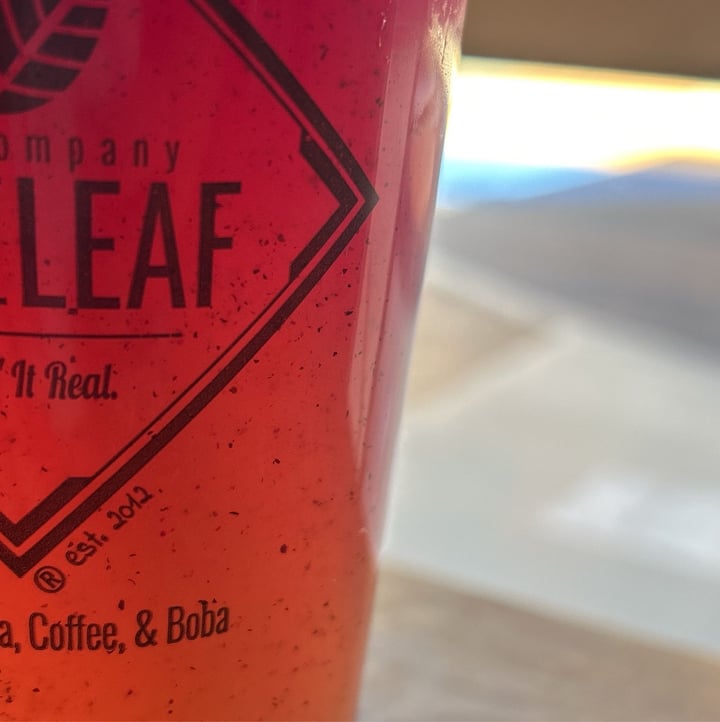 ompany
LEAF
It Real.
® est. 2012
a, Coffee, & Boba